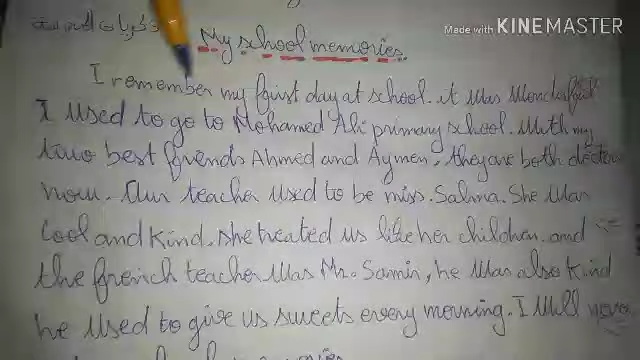 ذكريات المدرسة
Made with KINEMASTER
My school memories.
I remember my first day at school. it was wonderful
I used to go to Mohamed Ali primary school. With my
two best friends Ahmed and Aymen, they are both doctors
now. Our teacher used to be miss. Salma. She was
cool and kind. she treated us like her children. and
the french teacher was Mr. Samir, he was also kind
he used to give us sweets every morning. I will never